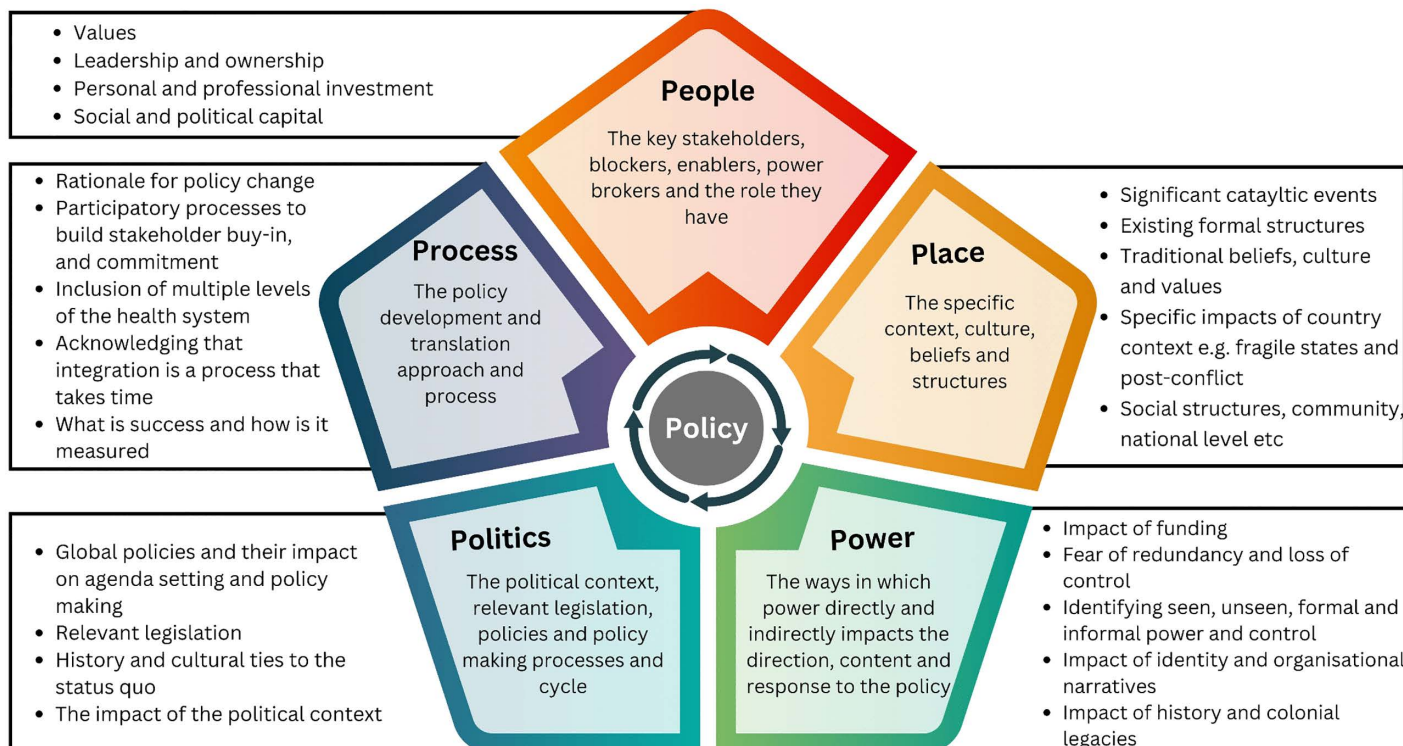 • Values
• Leadership and ownership
• Personal and professional investment
• Social and political capital
People
The key stakeholders,
blockers, enablers, power
brokers and the role they
have
• Rationale for policy change
• Participatory processes to
build stakeholder buy-in,
and commitment
• Inclusion of multiple levels
of the health system
• Acknowledging that
integration is a process that
takes time
• What is success and how is it
measured
Process
The policy
development and
translation
approach and
process
Place
The specific
context, culture,
beliefs and
structures
• Significant cataytic events
• Existing formal structures
• Traditional beliefs, culture
and values
• Specific impacts of country
context e.g. fragile states and
post-conflict
• Social structures, community,
national level etc
Policy
• Global policies and their impact
on agenda setting and policy
making
• Relevant legislation
• History and cultural ties to the
status quo
• The impact of the political context
Politics
The political context,
relevant legislation,
policies and policy
making processes and
cycle
Power
The ways in which
power directly and
indirectly impacts the
direction, content and
response to the policy
• Impact of funding
• Fear of redundancy and loss of
control
• Identifying seen, unseen, formal and
informal power and control
• Impact of identity and organisational
narratives
• Impact of history and colonial
legacies